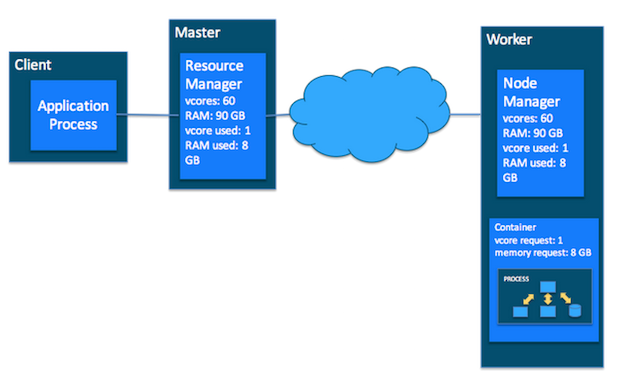 Client
Application
Process
Master
Resource
Manager
vcores: 60
RAM: 90 GB
vcore used: 1
RAM used: 8
GB
Worker
Node
Manager
vcores: 60
RAM: 90 GB
vcore used: 1
RAM used: 8
GB
Container
vcore request: 1
memory request: 8 GB
PROCESS